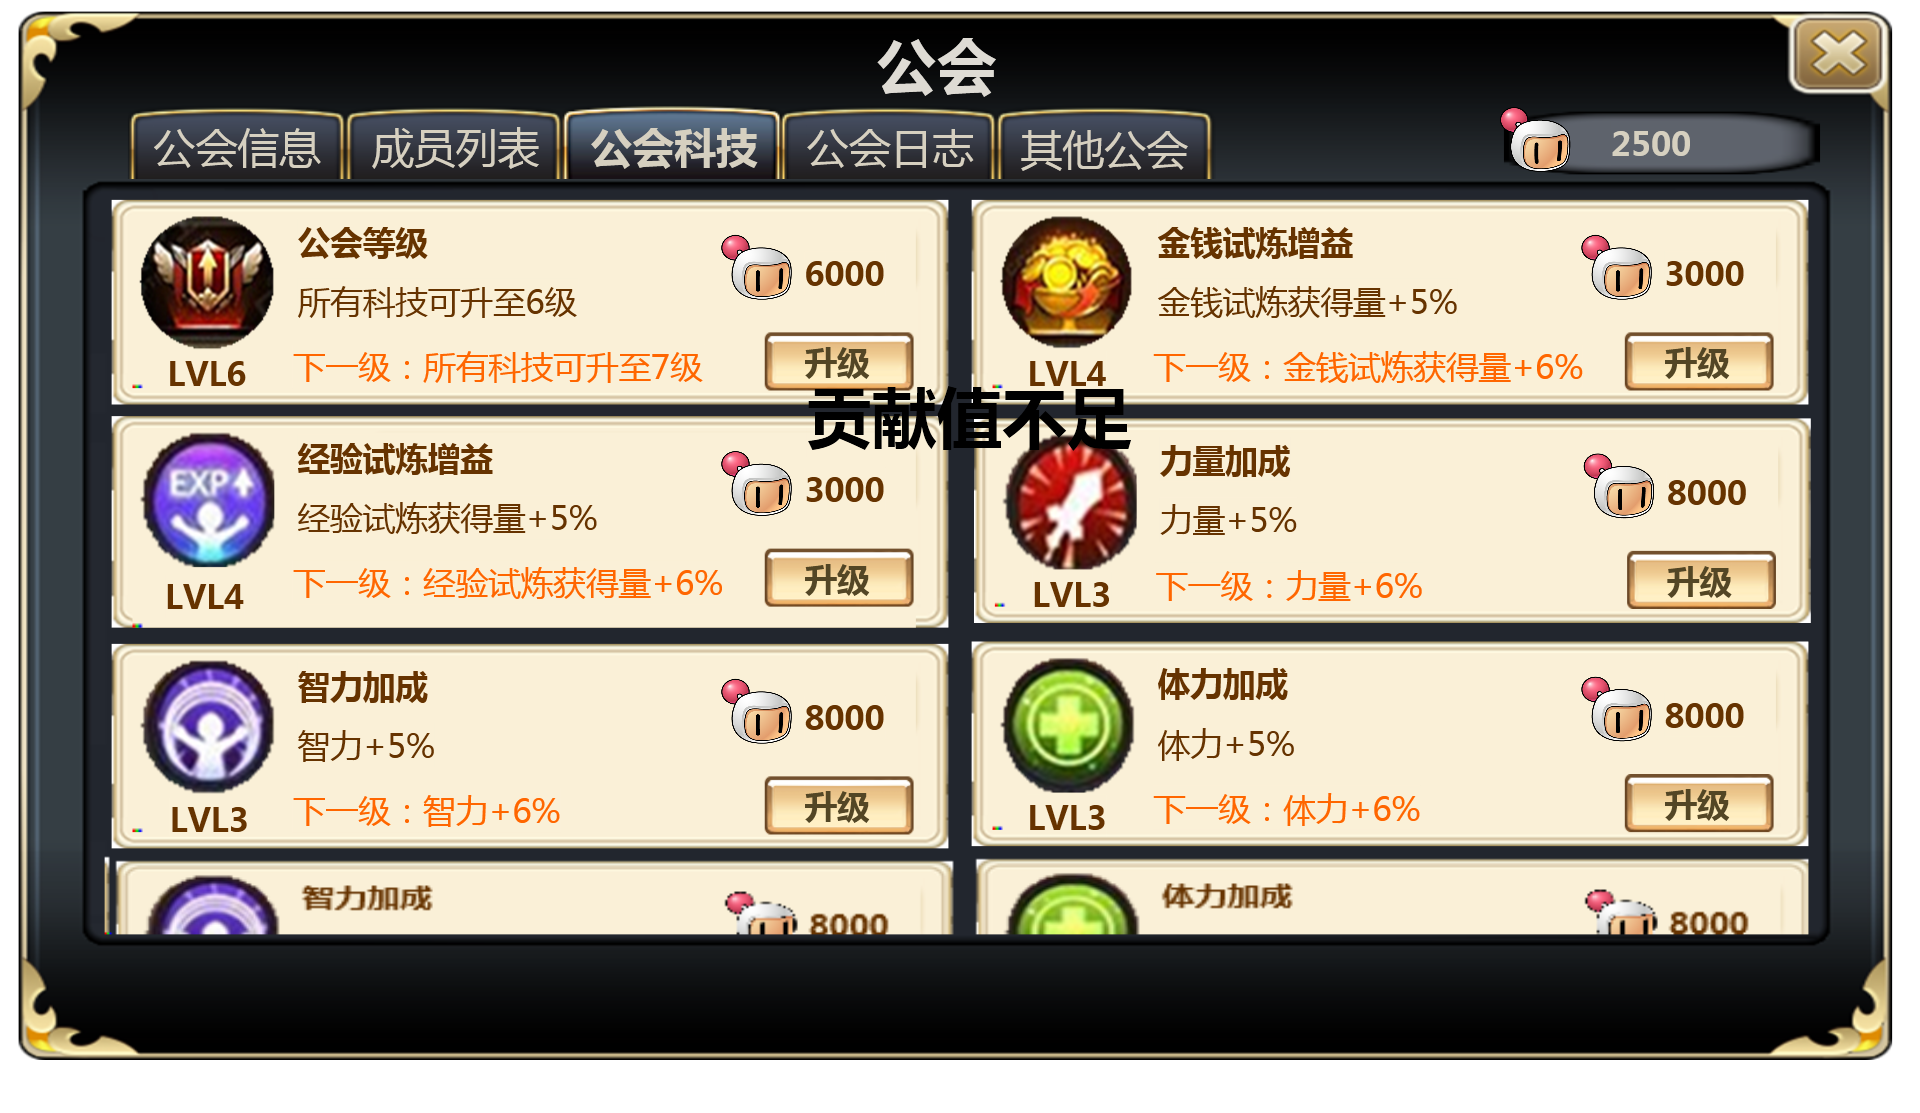 公会
公会信息
成员列表
公会科技
公会日志
其他公会
2500
公会等级
6000
所有科技可升至6级
LVL6
下一级：所有科技可升至7级
升级
金钱试炼增益
3000
金钱试炼获得量+5%
LVL4
下一级：金钱试炼获得量+6%
升级
贡献值不足
经验试炼增益
EXP
3000
经验试炼获得量+5%
LVL4
下一级：经验试炼获得量+6%
升级
力量加成
8000
力量+5%
LVL3
下一级：力量+6%
升级
智力加成
8000
智力+5%
LVL3
下一级：智力+6%
升级
体力加成
8000
体力+5%
LVL3
下一级：体力+6%
升级
智力加成
8000
体力加成
8000